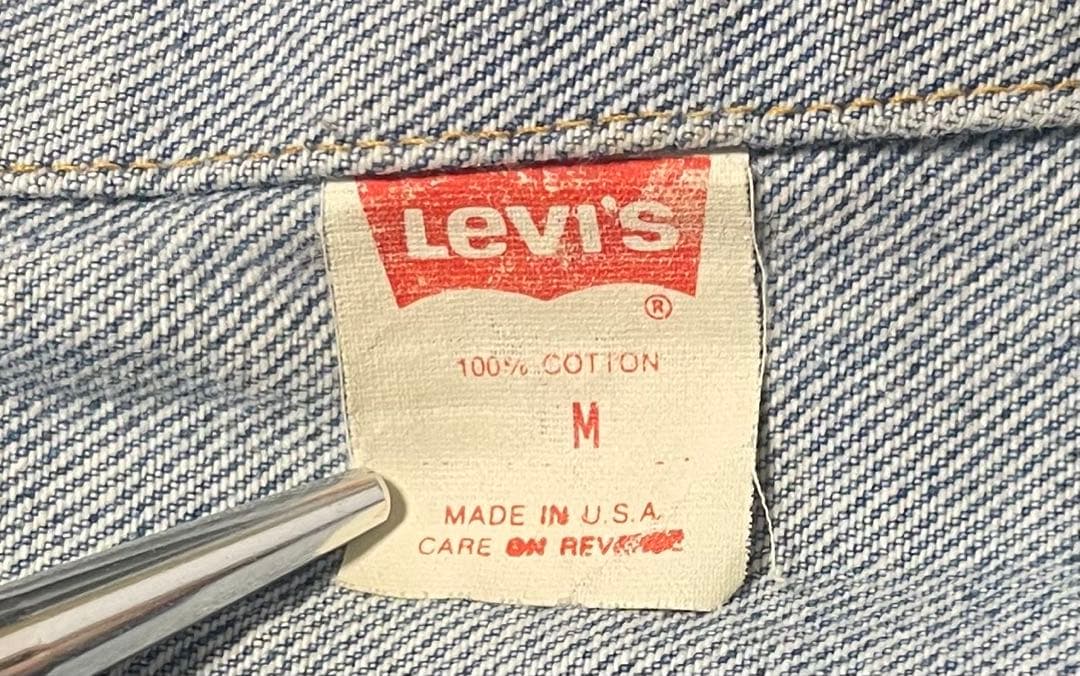 Levi's
®
100% COTTON
M
MADE IN U.S.A.
CARE ON REVERSE